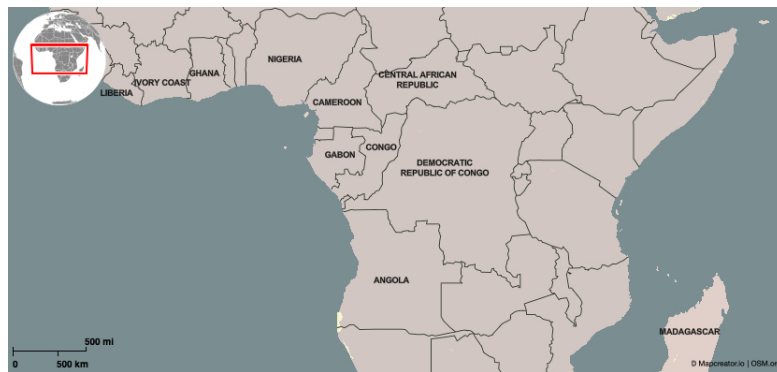 NIGERIA
GHANA
IVORY COAST
LIBERIA
CENTRAL AFRICAN
REPUBLIC
CAMEROON
CONGO
GABON
DEMOCRATIC
REPUBLIC OF CONGO
ANGOLA
MADAGASCAR
500 mi
0 500 km
© Mapcreator.io | OSM.or